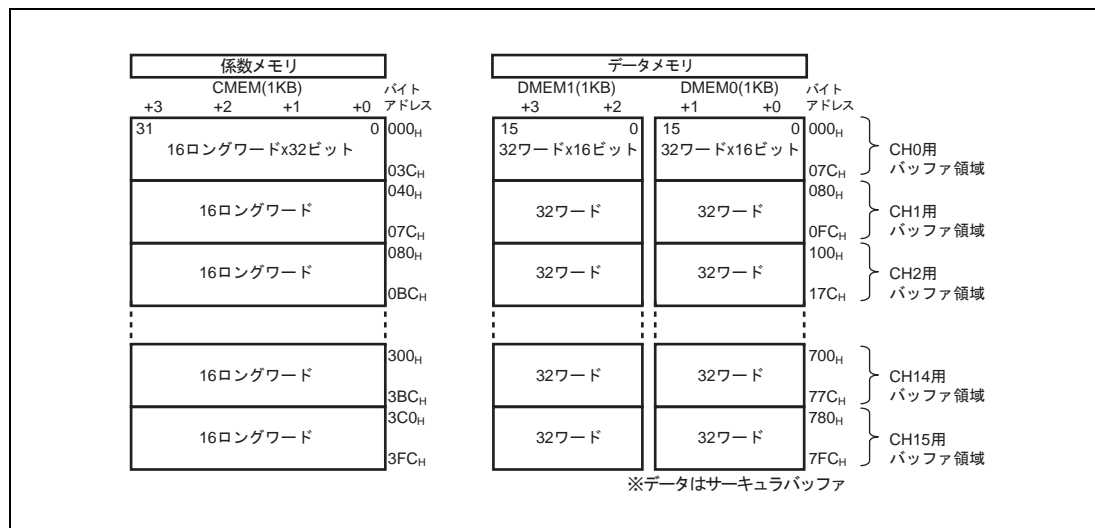 係数メモリ
データメモリ
CMEM(1KB)
DMEM1(1KB)
DMEM0(1KB)
バイト
アドレス
+3 +2 +1 +0
バイト
アドレス
+3 +2 +1 +0
31 0
000H
16ロングワードx32ビット
03CH
15 0
32ワードx16ビット
15 0
32ワードx16ビット
000H
07CH
CH0用
バッファ領域
040H
16ロングワード
07CH
32ワード
32ワード
080H
0FCH
CH1用
バッファ領域
080H
16ロングワード
0BCH
32ワード
32ワード
100H
17CH
CH2用
バッファ領域
300H
16ロングワード
3BCH
32ワード
32ワード
700H
77CH
CH14用
バッファ領域
3C0H
16ロングワード
3FCH
32ワード
32ワード
780H
7FCH
CH15用
バッファ領域
※データはサーキュラバッファ